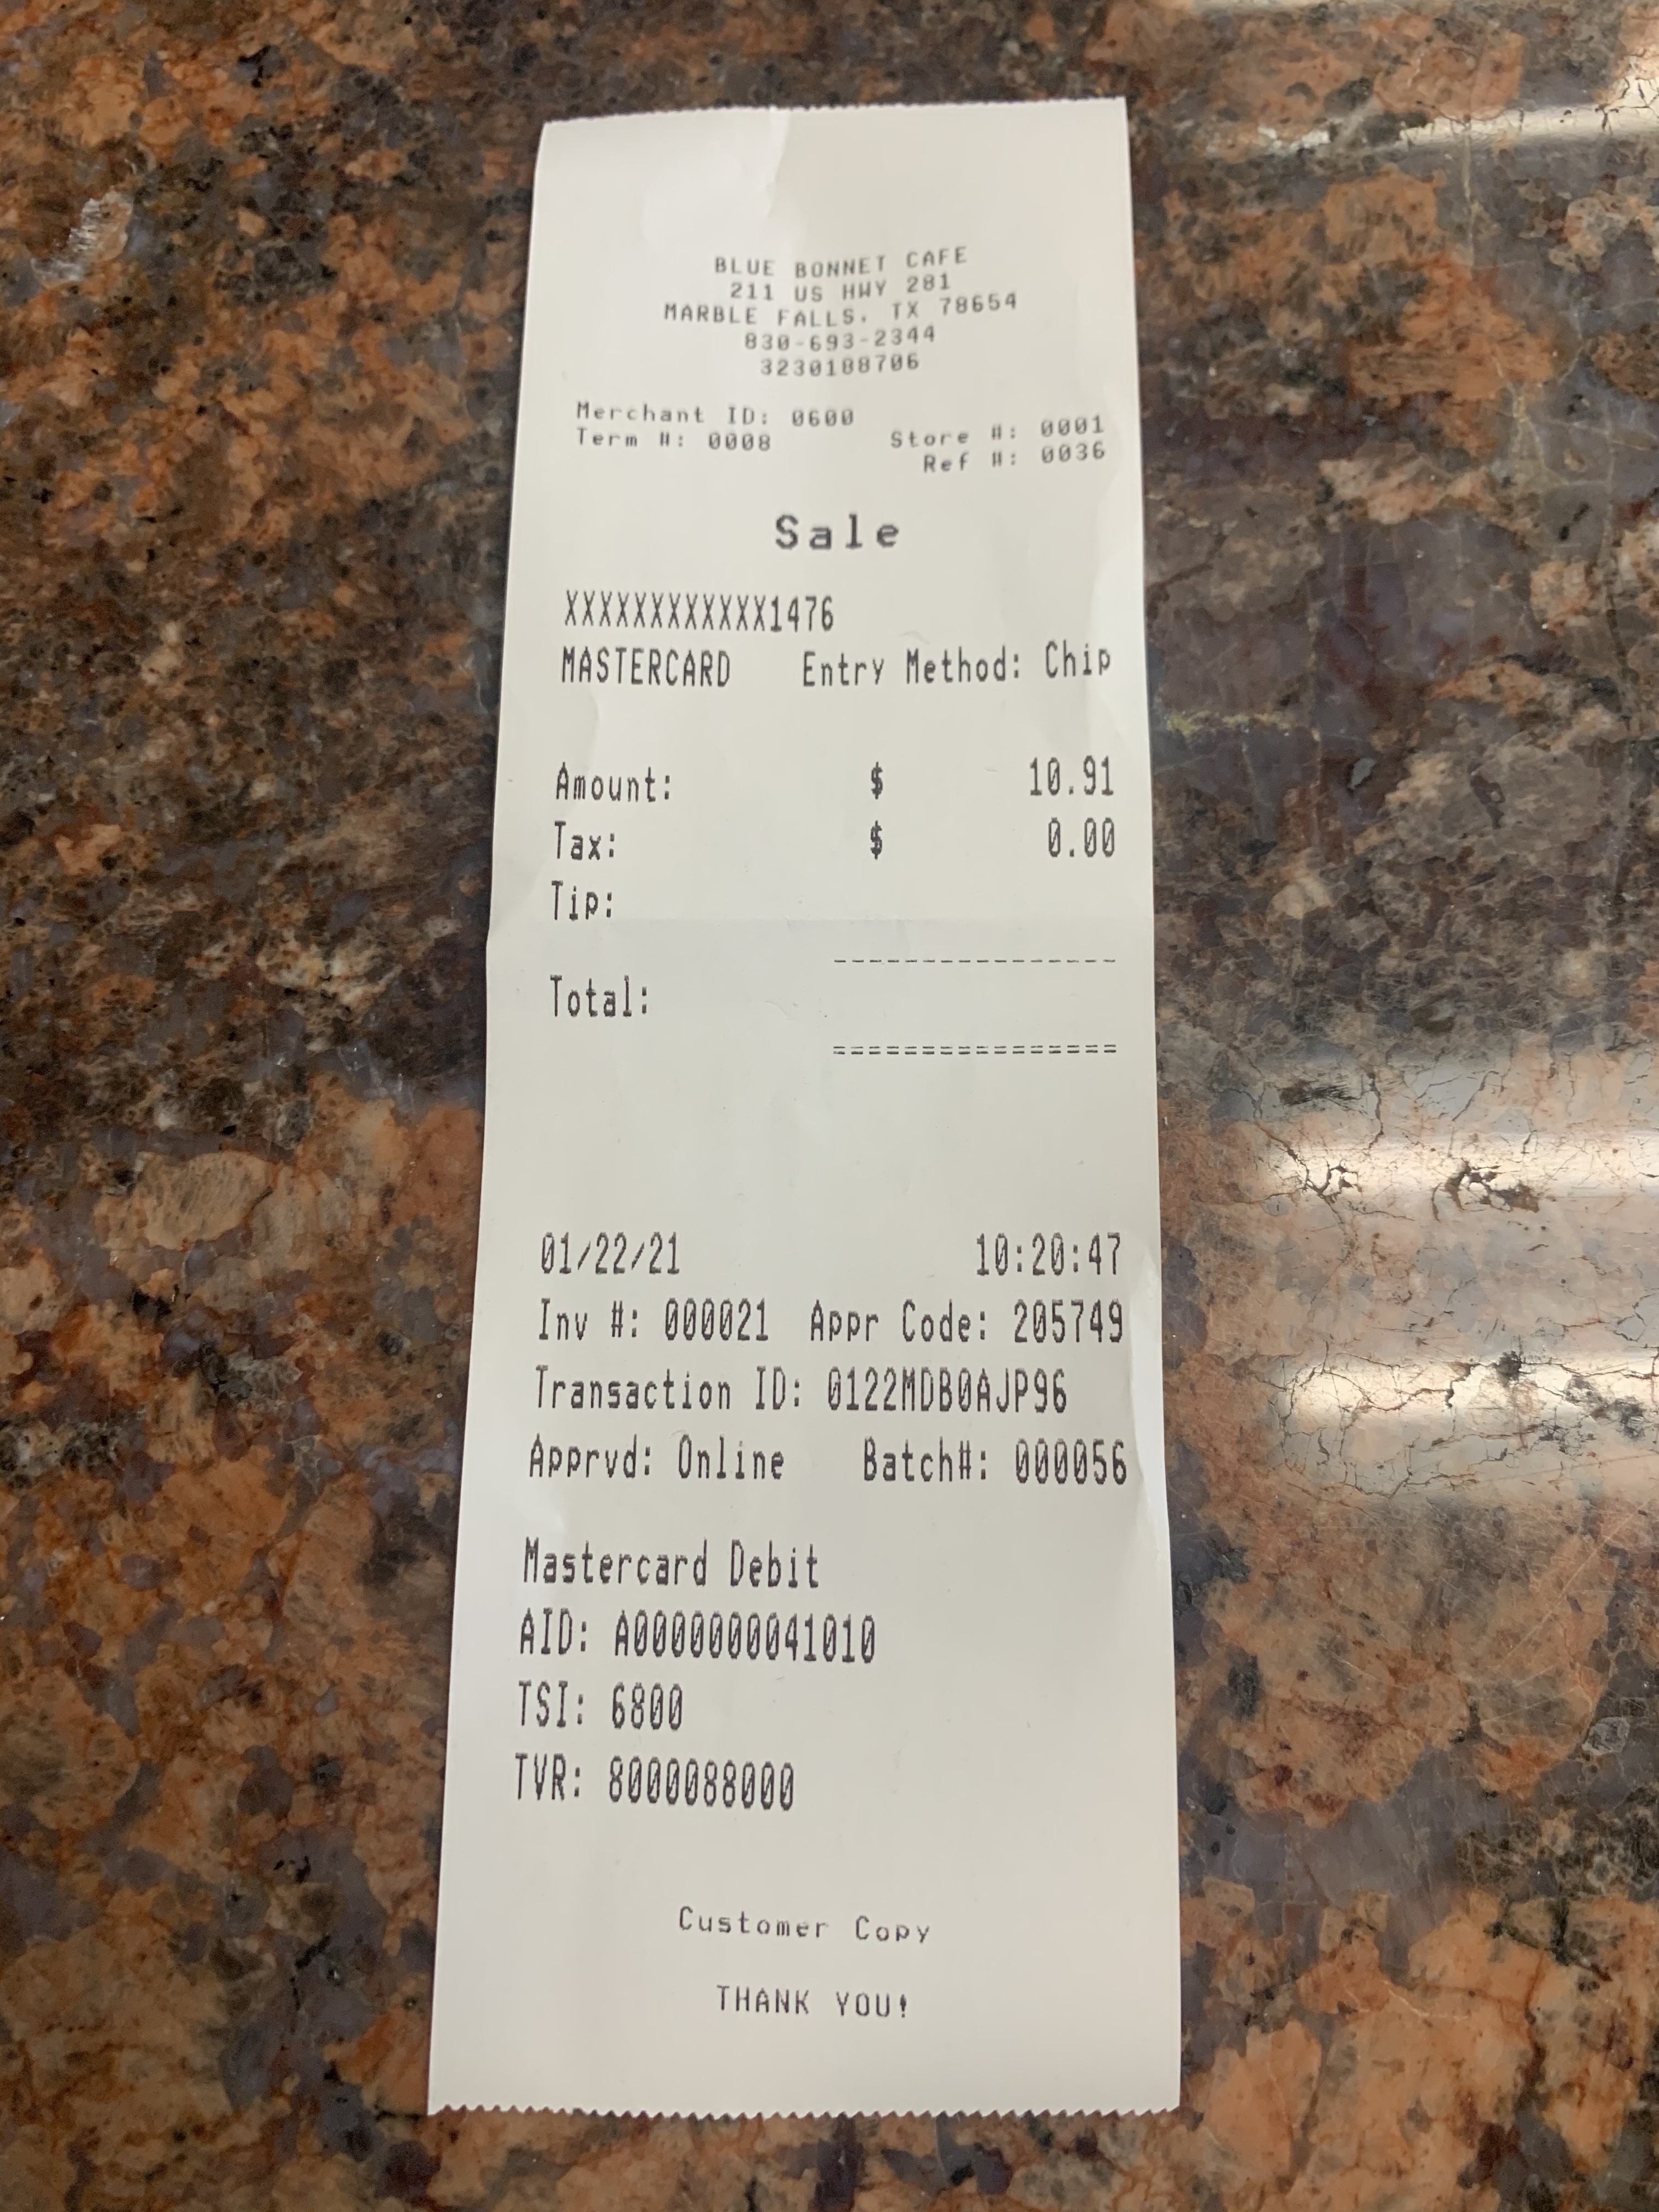 BLUE BONNET CAFE
211 US HWY 281
MARBLE FALLS, TX 78654
830-693-2344
3230188706
Merchant ID: 0600
Term #: 0008 Store #: 0001
Ref #: 0036
Sale
XXXXXXXXXXXX1476
MASTERCARD Entry Method: Chip
Amount: $ 10.91
Tax: $ 0.00
Tip:
----------------
Total:
================
01/22/21 10:20:47
Inv #: 000021 Appr Code: 205749
Transaction ID: 0122MDB0AJP96
Apprvd: Online Batch#: 000056
Mastercard Debit
AID: A0000000041010
TSI: 6800
TVR: 8000088000
Customer Copy
THANK YOU!